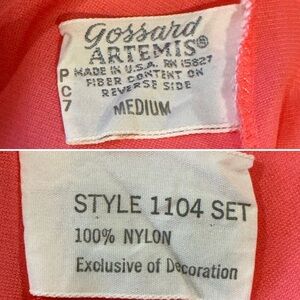 Gossard
ARTEMIS®
MADE IN U.S.A. RN 15827
FIBER CONTENT ON
REVERSE SIDE
MEDIUM
P
C
7
STYLE 1104 SET
100% NYLON
Exclusive of Decoration